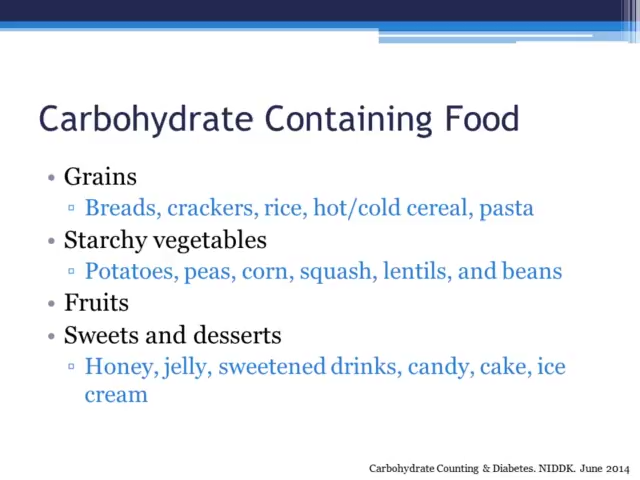 Carbohydrate Containing Food
• Grains
▫ Breads, crackers, rice, hot/cold cereal, pasta
• Starchy vegetables
▫ Potatoes, peas, corn, squash, lentils, and beans
• Fruits
• Sweets and desserts
▫ Honey, jelly, sweetened drinks, candy, cake, ice
cream
Carbohydrate Counting & Diabetes. NIDDK. June 2014